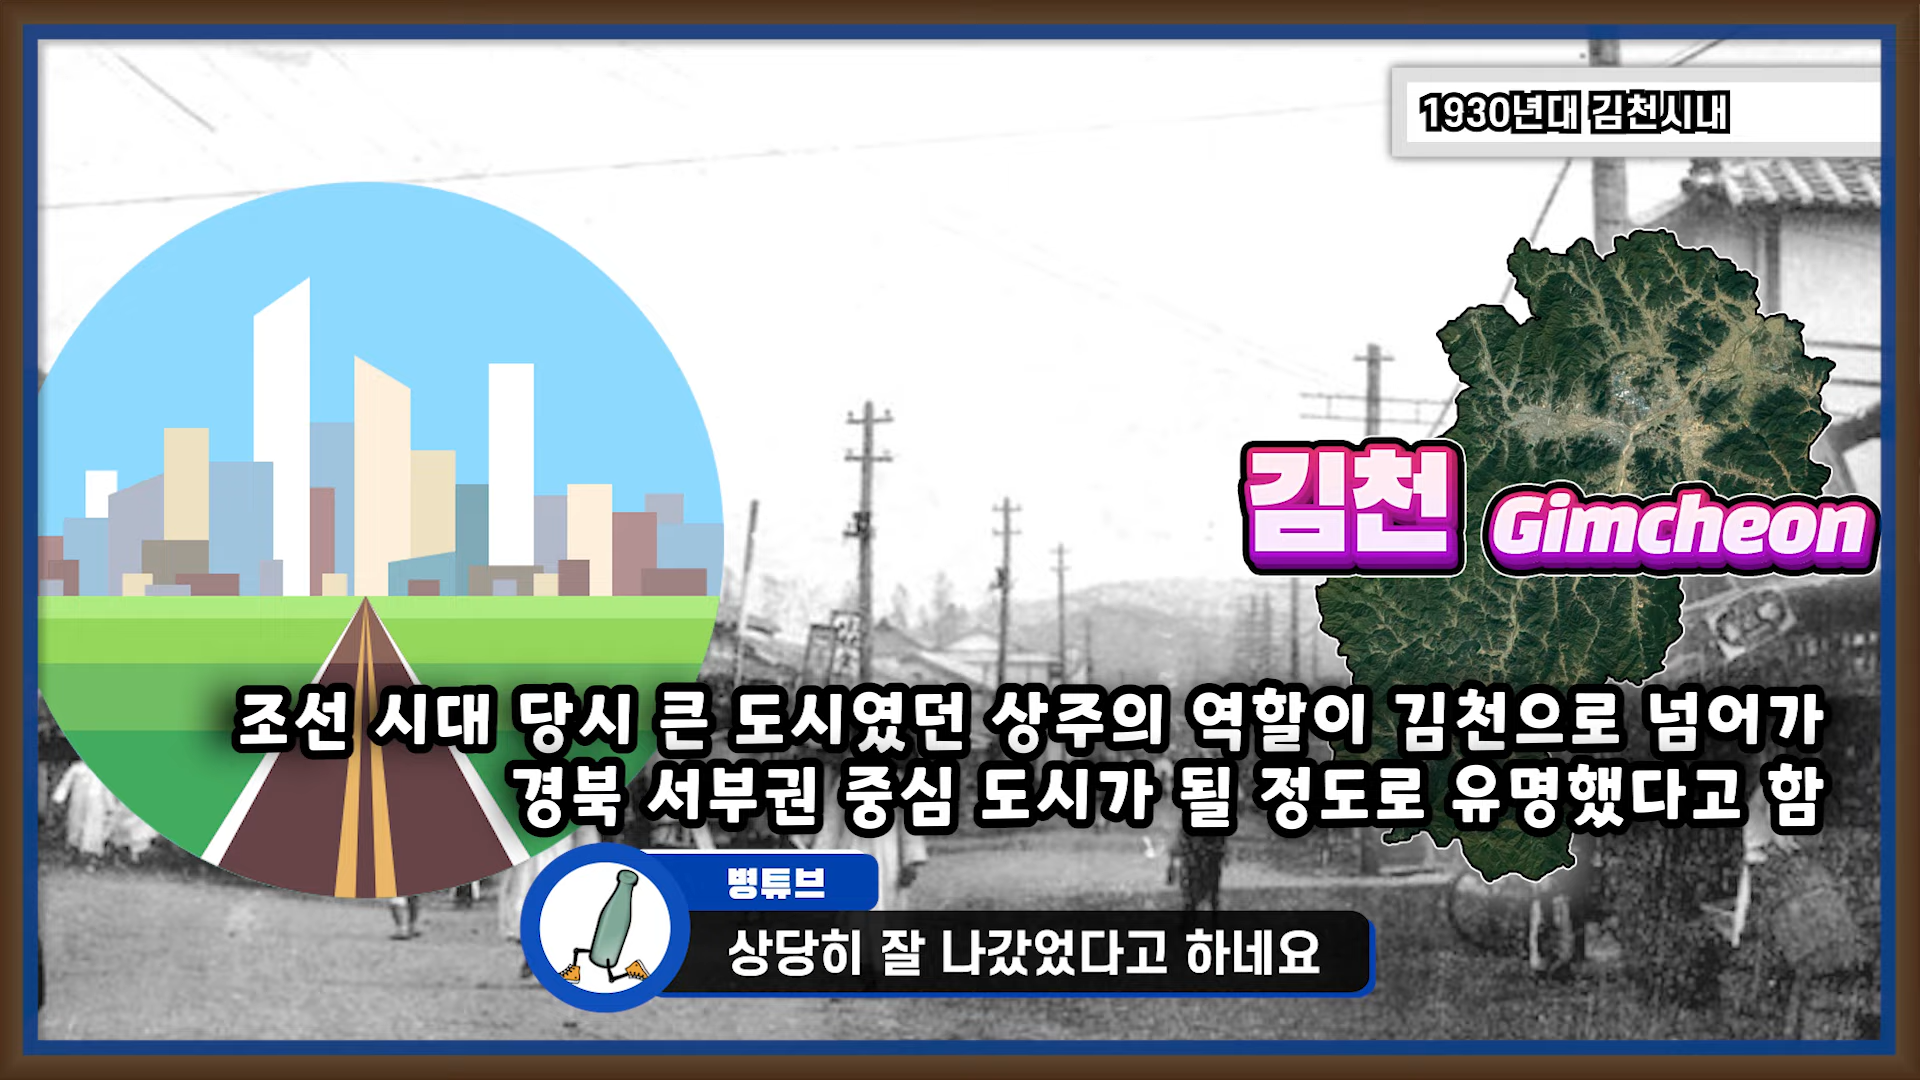 1930년대 김천시내
김천 Gimcheon
조선 시대 당시 큰 도시였던 상주의 역할이 김천으로 넘어가
경북 서부권 중심 도시가 될 정도로 유명했다고 함
병튜브
상당히 잘 나갔었다고 하네요